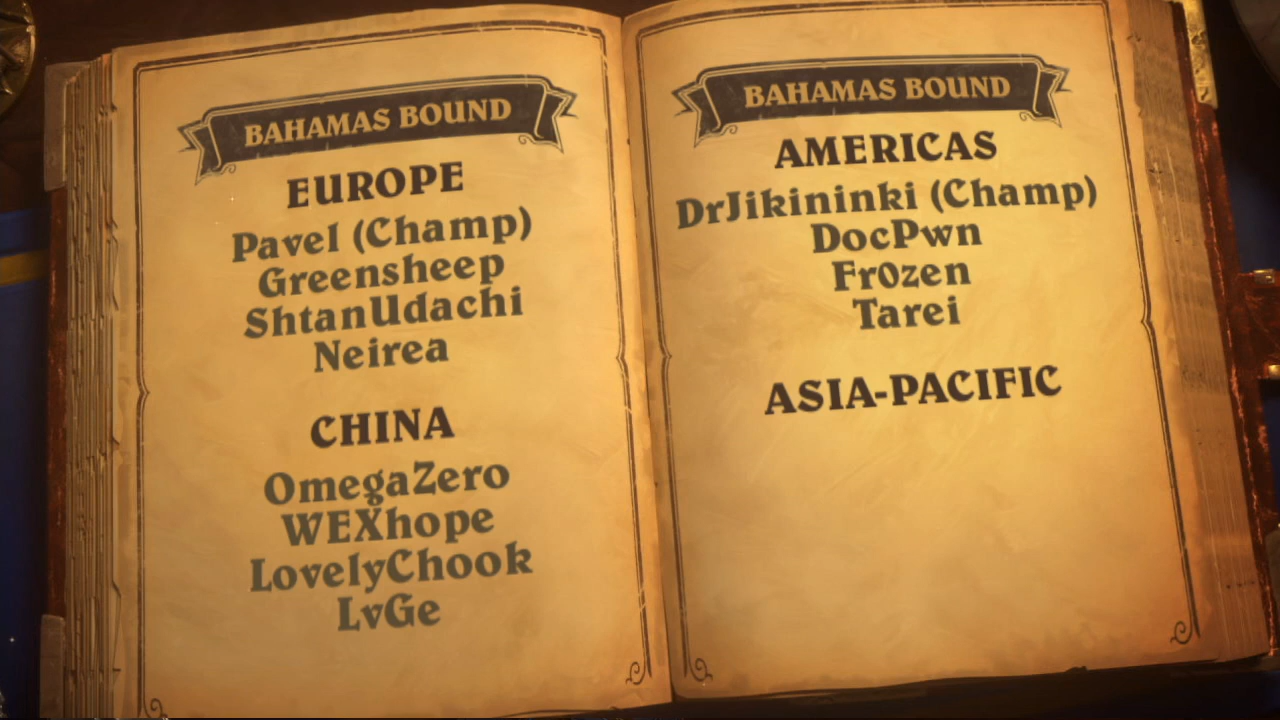 BAHAMAS BOUND
EUROPE
Pavel (Champ)
Greensheep
ShtanUdachi
Neirea
CHINA
OmegaZero
WEXhope
LovelyChook
LvGe
BAHAMAS BOUND
AMERICAS
DrJikininki (Champ)
DocPwn
Fr0zen
Tarei
ASIA-PACIFIC